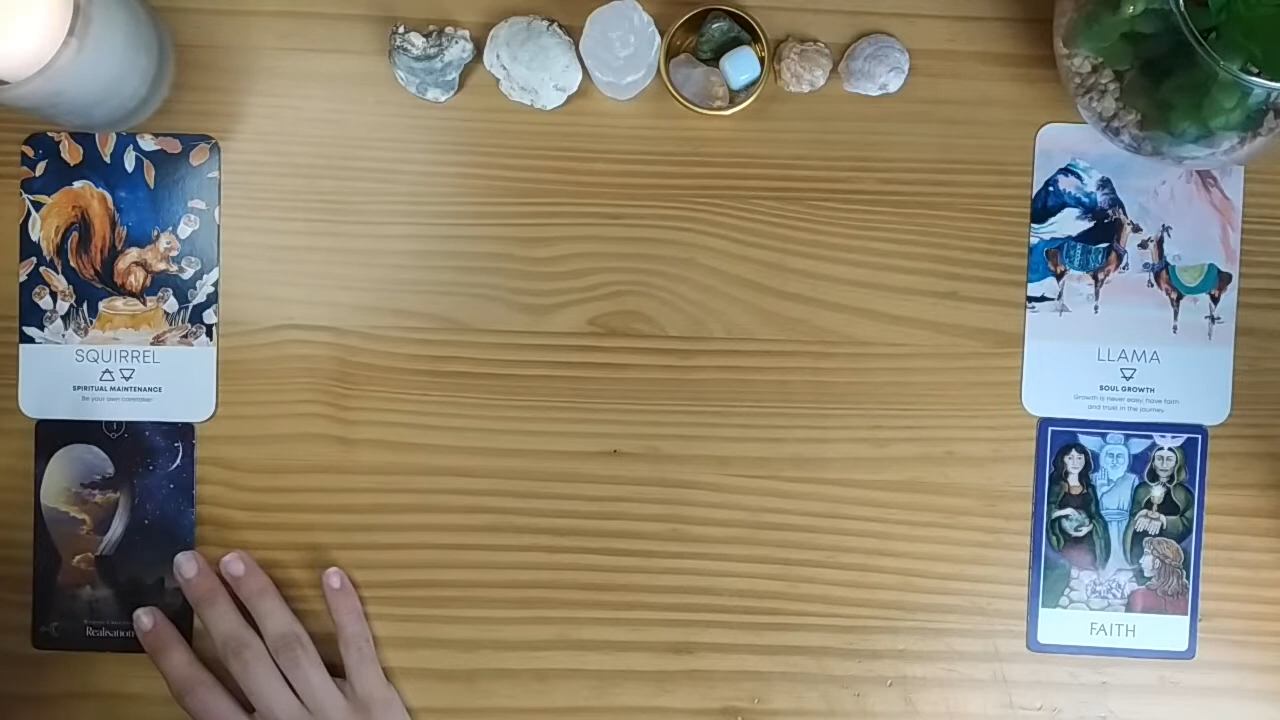 SQUIRREL
SPIRITUAL MAINTENANCE
Be your own caretaker
1
Realisation
LLAMA
SOUL GROWTH
Growth is never easy, have faith
and trust in the journey
FAITH